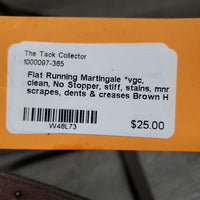 The Tack Collector
1000097-365
Flat Running Martingale *vgc,
clean, No Stopper, stiff, stains, mnr
scrapes, dents & creases Brown H
W48L73
$25.00